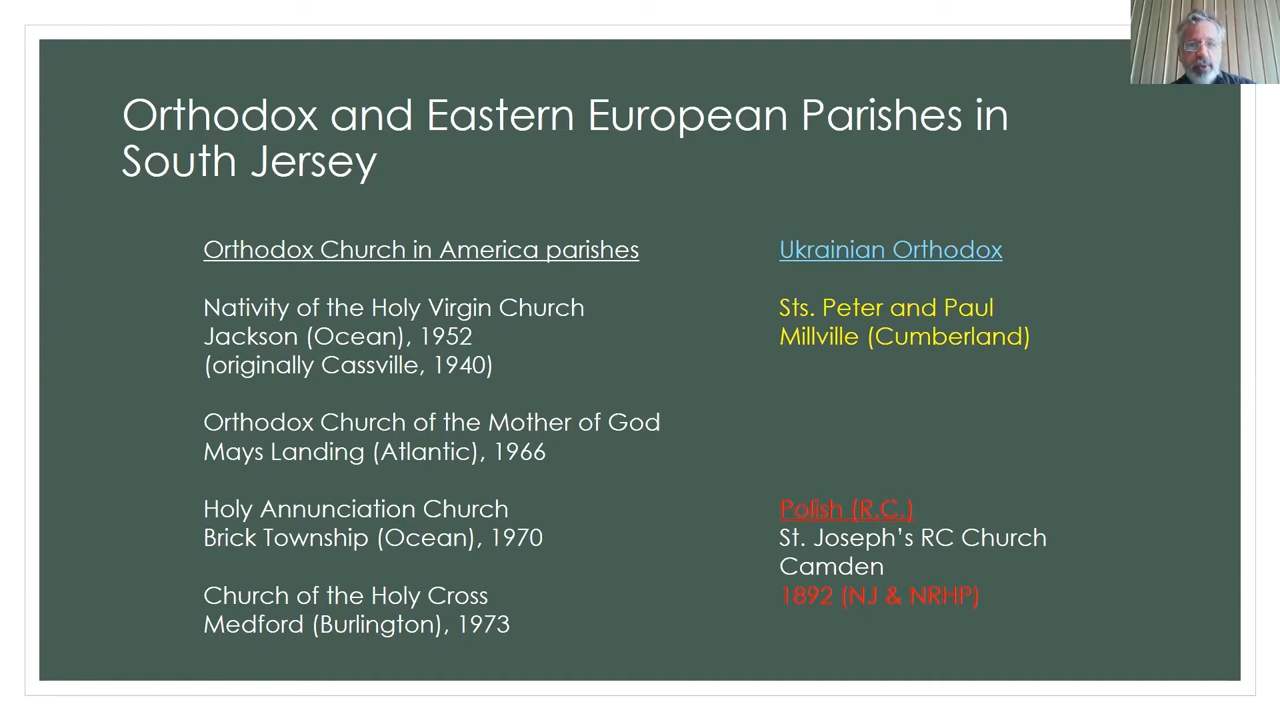 Orthodox and Eastern European Parishes in
South Jersey
Orthodox Church in America parishes
Nativity of the Holy Virgin Church
Jackson (Ocean), 1952
(originally Cassville, 1940)
Orthodox Church of the Mother of God
Mays Landing (Atlantic), 1966
Holy Annunciation Church
Brick Township (Ocean), 1970
Church of the Holy Cross
Medford (Burlington), 1973
Ukrainian Orthodox
Sts. Peter and Paul
Millville (Cumberland)
Polish (R.C.)
St. Joseph's RC Church
Camden
1892 (NJ & NRHP)